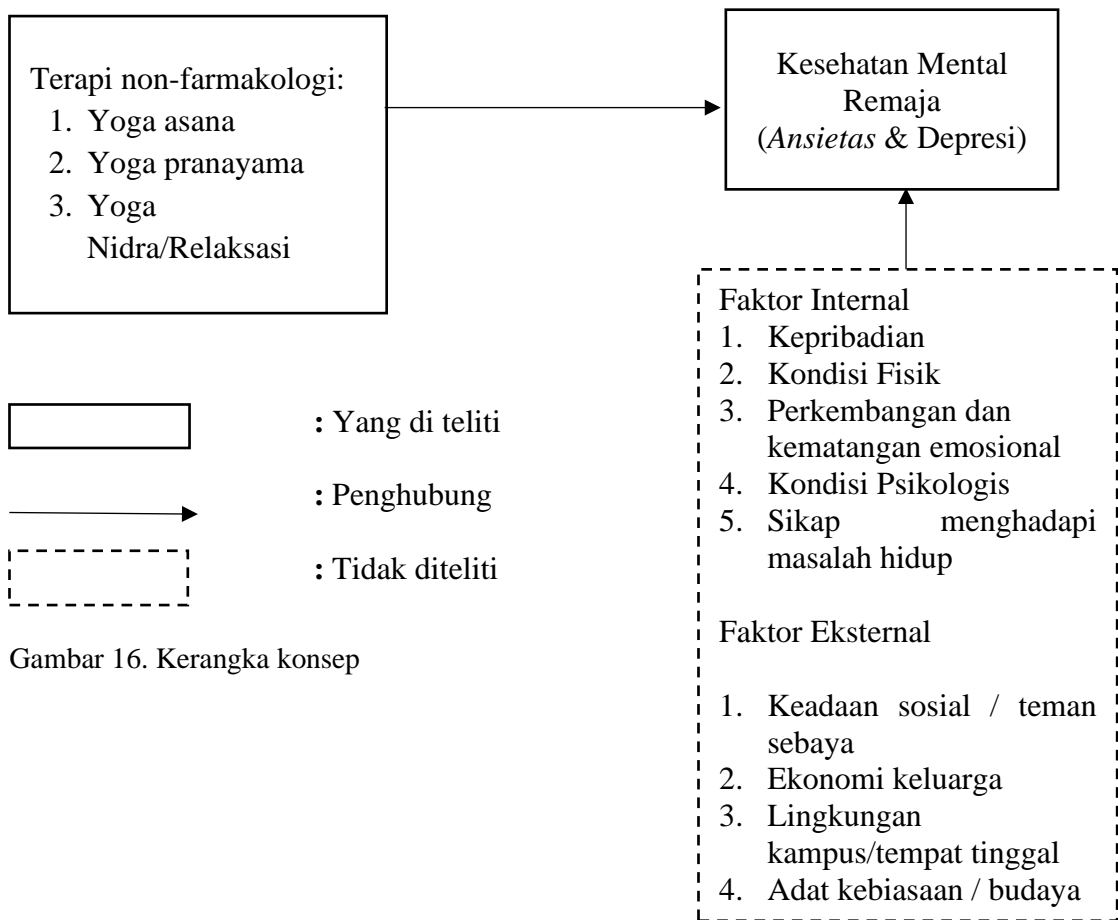 Terapi non-farmakologi:
1. Yoga asana
2. Yoga pranayama
3. Yoga
Nidra/Relaksasi
Kesehatan Mental
Remaja
(Ansietas & Depresi)
Faktor Internal
1. Kepribadian
2. Kondisi Fisik
3. Perkembangan dan
kematangan emosional
4. Kondisi Psikologis
5. Sikap menghadapi
masalah hidup
Faktor Eksternal
1. Keadaan sosial / teman
sebaya
2. Ekonomi keluarga
3. Lingkungan
kampus/tempat tinggal
4. Adat kebiasaan / budaya
: Yang di teliti
: Penghubung
: Tidak diteliti
Gambar 16. Kerangka konsep